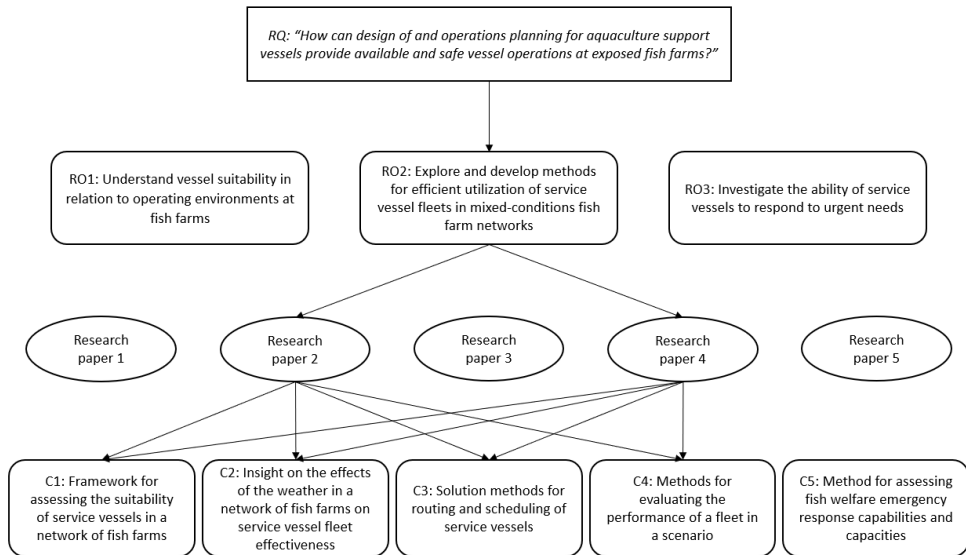 RQ: “How can design of and operations planning for aquaculture support
vessels provide available and safe vessel operations at exposed fish farms?”
RO1: Understand vessel suitability in
relation to operating environments at
fish farms
RO2: Explore and develop methods
for efficient utilization of service
vessel fleets in mixed-conditions fish
farm networks
RO3: Investigate the ability of service
vessels to respond to urgent needs
Research
paper 1
Research
paper 2
Research
paper 3
Research
paper 4
Research
paper 5
C1: Framework for
assessing the suitability
of service vessels in a
network of fish farms
C2: Insight on the effects
of the weather in a
network of fish farms on
service vessel fleet
effectiveness
C3: Solution methods for
routing and scheduling of
service vessels
C4: Methods for
evaluating the
performance of a fleet in
a scenario
C5: Method for assessing
fish welfare emergency
response capabilities and
capacities